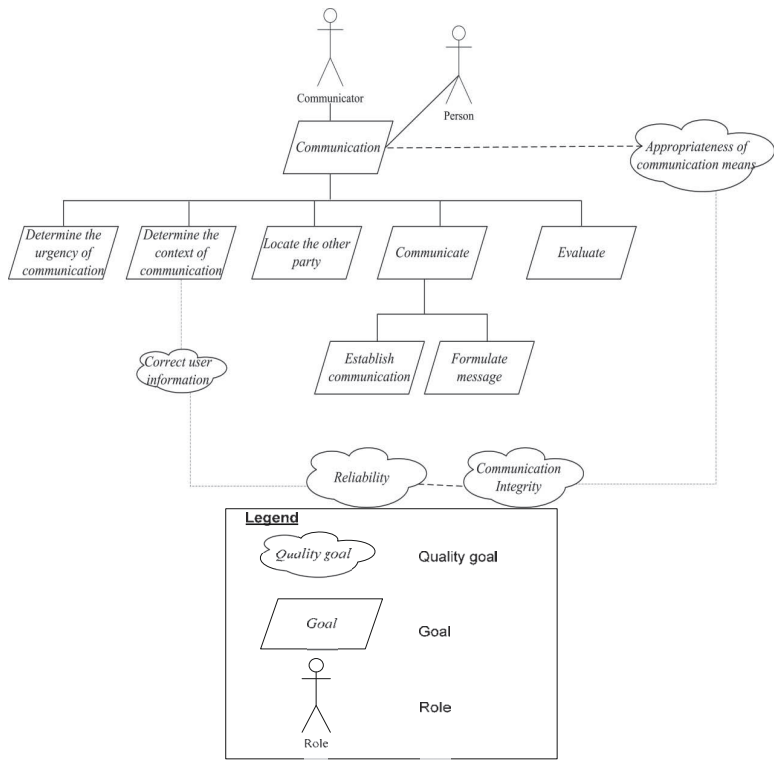 Communicator
Person
Communication
Appropriateness of
communication means
Determine the
urgency of
communication
Determine the
context of
communication
Locate the other
party
Communicate
Evaluate
Correct user
information
Establish
communication
Formulate
message
Reliability
Communication
Integrity
Legend
Quality goal
Quality goal
Goal
Goal
Role
Role